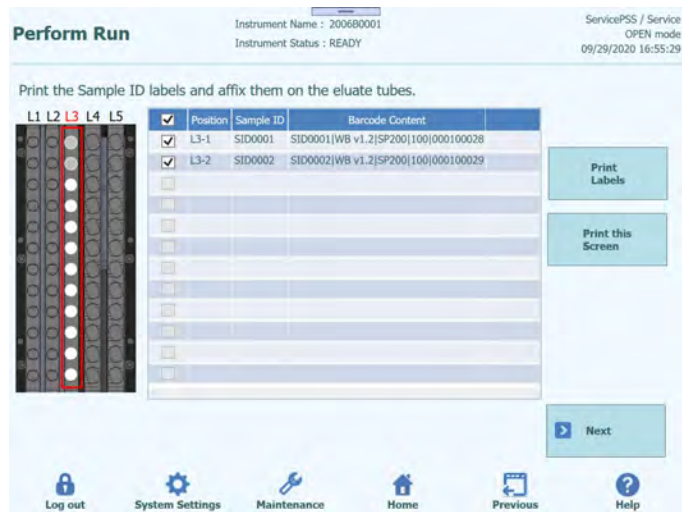 Perform Run
Instrument Name : 2006B0001
Instrument Status : READY
ServicePSS / Service
OPEN mode
09/29/2020 16:55:29
Print the Sample ID labels and affix them on the eluate tubes.
L1 L2 L3 L4 L5
Position Sample ID Barcode Content
L3-1 SID0001 SID0001|WB v1.2|SP200|100|000100028
L3-2 SID0002 SID0002|WB v1.2|SP200|100|000100029
Print
Labels
Print this
Screen
Next
Log out System Settings Maintenance Home Previous Help